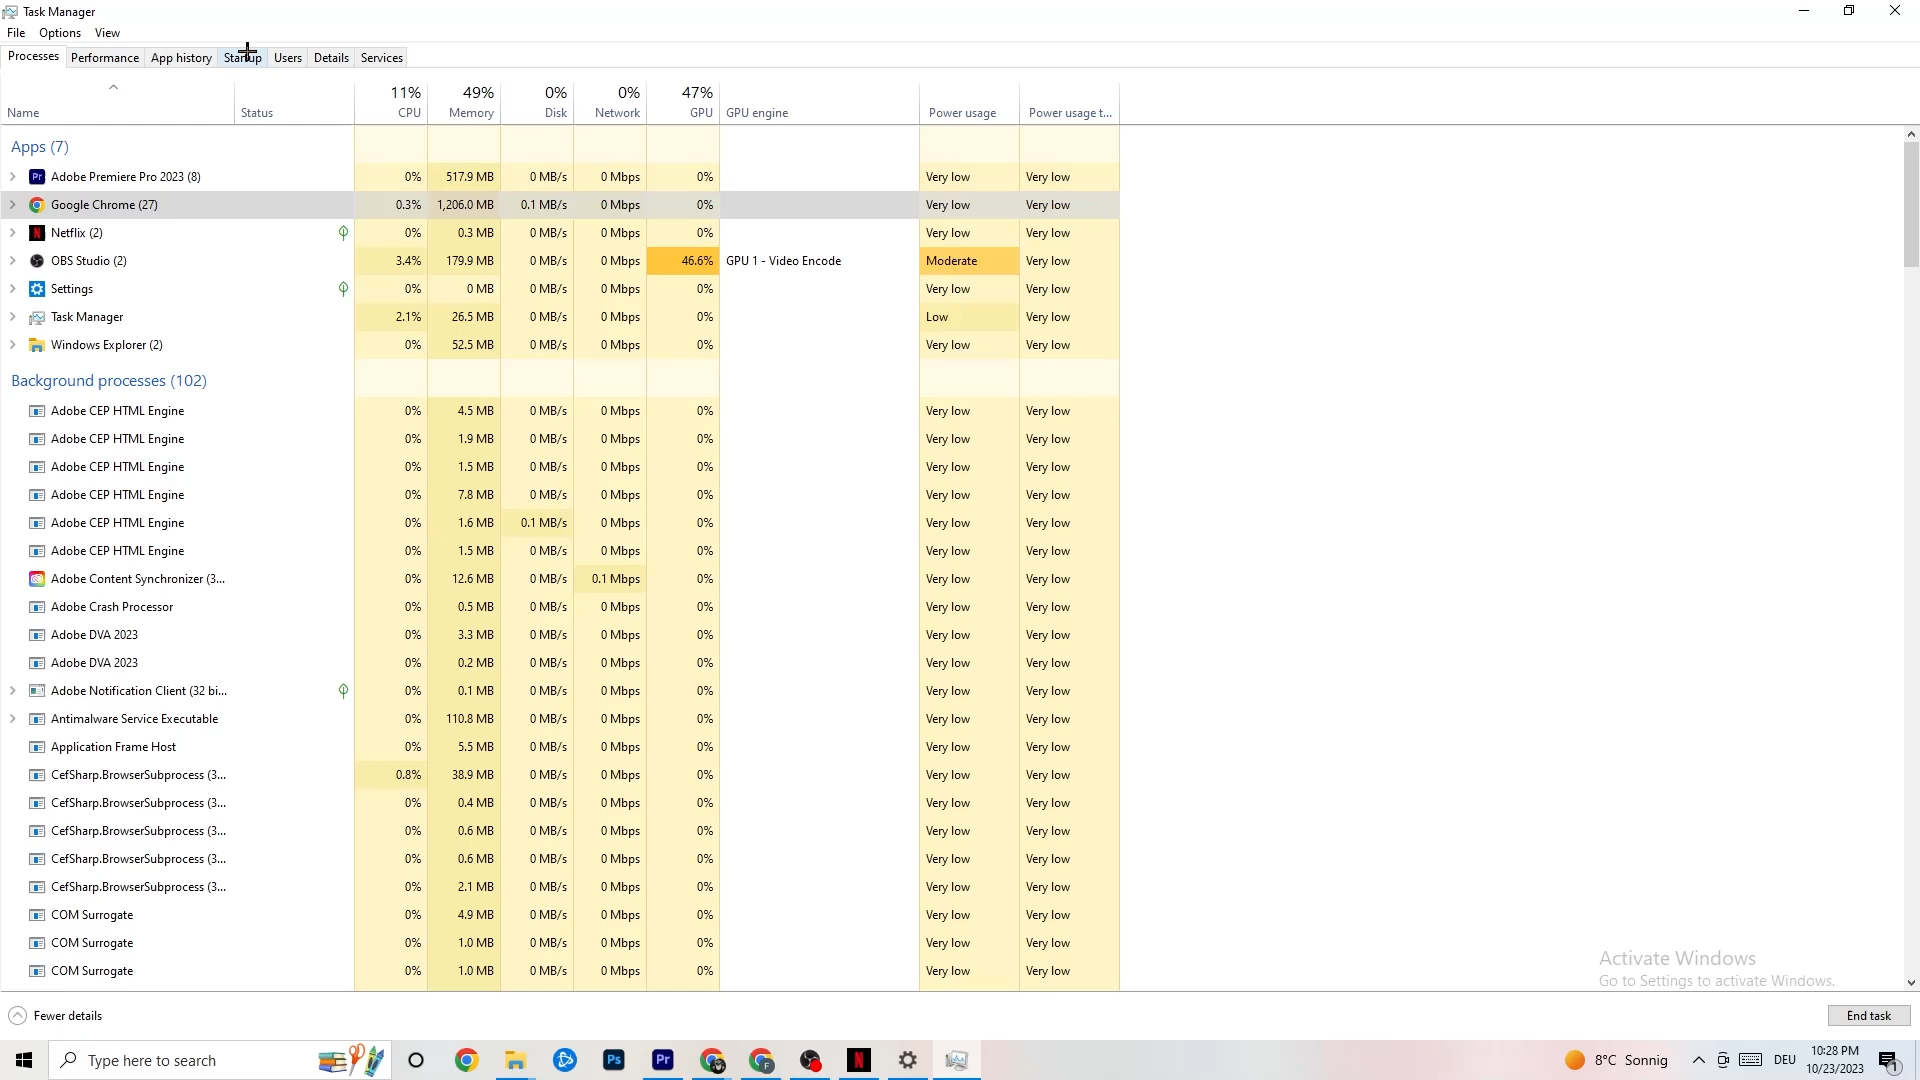 Task Manager
File Options View
Processes Performance App history Startup Users Details Services
11% 49% 0% 0% 47%
Name Status CPU Memory Disk Network GPU GPU engine Power usage Power usage t...
Apps (7)
Adobe Premiere Pro 2023 (8) 0% 517.9 MB 0 MB/s 0 Mbps 0% Very low Very low
Google Chrome (27) 0.3% 1,206.0 MB 0.1 MB/s 0 Mbps 0% Very low Very low
Netflix (2) 0% 0.3 MB 0 MB/s 0 Mbps 0% Very low Very low
OBS Studio (2) 3.4% 179.9 MB 0 MB/s 0 Mbps 46.6% GPU 1 - Video Encode Moderate Very low
Settings 0% 0 MB 0 MB/s 0 Mbps 0% Very low Very low
Task Manager 2.1% 26.5 MB 0 MB/s 0 Mbps 0% Low Very low
Windows Explorer (2) 0% 52.5 MB 0 MB/s 0 Mbps 0% Very low Very low
Background processes (102)
Adobe CEP HTML Engine 0% 4.5 MB 0 MB/s 0 Mbps 0% Very low Very low
Adobe CEP HTML Engine 0% 1.9 MB 0 MB/s 0 Mbps 0% Very low Very low
Adobe CEP HTML Engine 0% 1.5 MB 0 MB/s 0 Mbps 0% Very low Very low
Adobe CEP HTML Engine 0% 7.8 MB 0 MB/s 0 Mbps 0% Very low Very low
Adobe CEP HTML Engine 0% 1.6 MB 0.1 MB/s 0 Mbps 0% Very low Very low
Adobe CEP HTML Engine 0% 1.5 MB 0 MB/s 0 Mbps 0% Very low Very low
Adobe Content Synchronizer (3... 0% 12.6 MB 0 MB/s 0.1 Mbps 0% Very low Very low
Adobe Crash Processor 0% 0.5 MB 0 MB/s 0 Mbps 0% Very low Very low
Adobe DVA 2023 0% 3.3 MB 0 MB/s 0 Mbps 0% Very low Very low
Adobe DVA 2023 0% 0.2 MB 0 MB/s 0 Mbps 0% Very low Very low
Adobe Notification Client (32 bi... 0% 0.1 MB 0 MB/s 0 Mbps 0% Very low Very low
Antimalware Service Executable 0% 110.8 MB 0 MB/s 0 Mbps 0% Very low Very low
Application Frame Host 0% 5.5 MB 0 MB/s 0 Mbps 0% Very low Very low
CefSharp.BrowserSubprocess (3... 0.8% 38.9 MB 0 MB/s 0 Mbps 0% Very low Very low
CefSharp.BrowserSubprocess (3... 0% 0.4 MB 0 MB/s 0 Mbps 0% Very low Very low
CefSharp.BrowserSubprocess (3... 0% 0.6 MB 0 MB/s 0 Mbps 0% Very low Very low
CefSharp.BrowserSubprocess (3... 0% 0.6 MB 0 MB/s 0 Mbps 0% Very low Very low
CefSharp.BrowserSubprocess (3... 0% 2.1 MB 0 MB/s 0 Mbps 0% Very low Very low
COM Surrogate 0% 4.9 MB 0 MB/s 0 Mbps 0% Very low Very low
COM Surrogate 0% 1.0 MB 0 MB/s 0 Mbps 0% Very low Very low
COM Surrogate 0% 1.0 MB 0 MB/s 0 Mbps 0% Very low Very low
Activate Windows
Go to Settings to activate Windows.
Fewer details End task
Type here to search Ps Pr F N 8°C Sonnig DEU 10:28 PM
10/23/2023 1